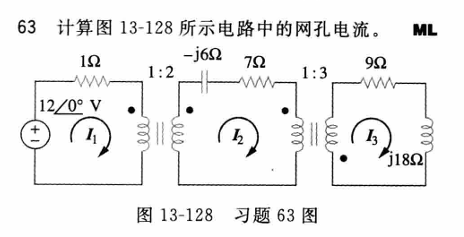 63 计算图 13-128 所示电路中的网孔电流。 ML
-j6Ω
1Ω 1:2 7Ω 1:3 9Ω
12/0° V
+
−
I₁ I₂ I₃
j18Ω
图 13-128 习题 63 图